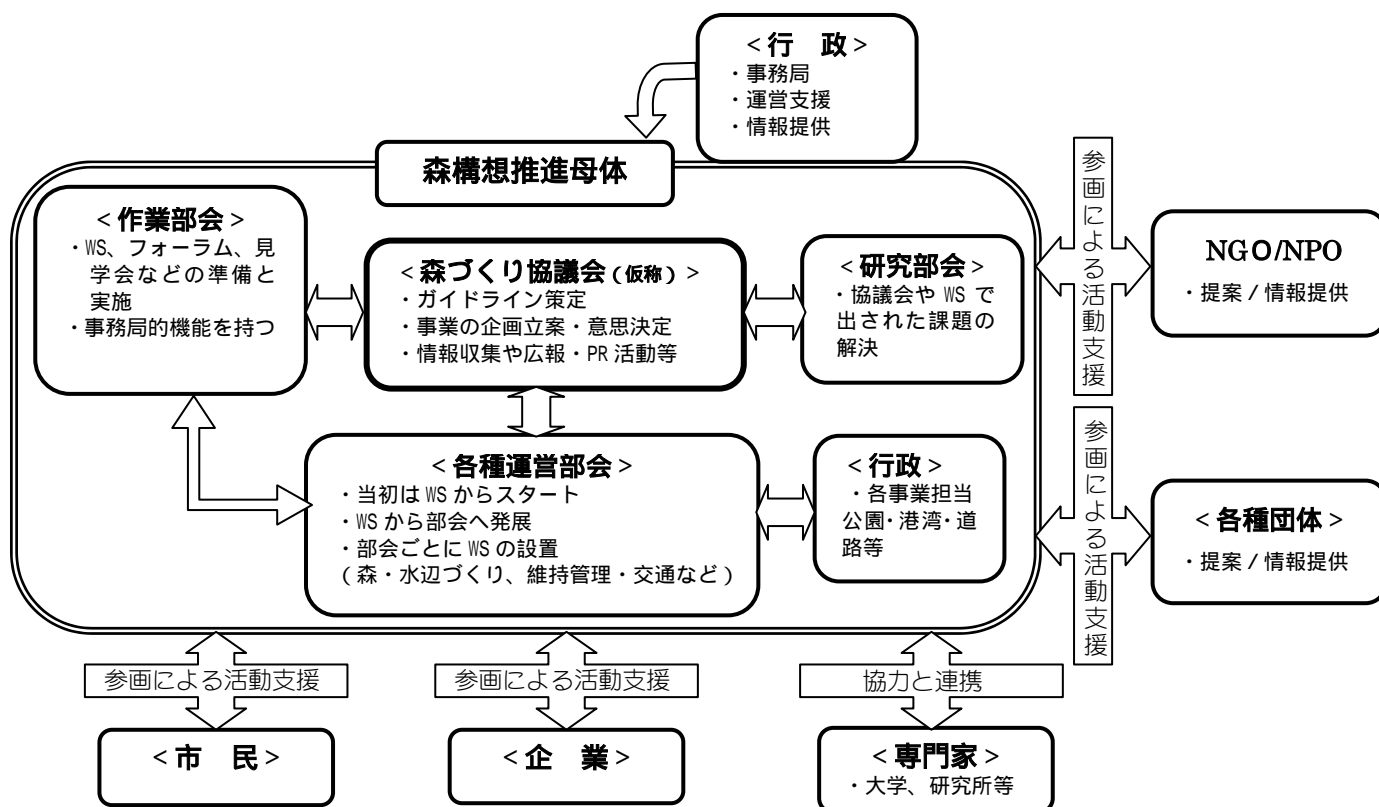 ＜行　政＞
・事務局
・運営支援
・情報提供
森構想推進母体
＜作業部会＞
・WS、フォーラム、見
学会などの準備と
実施
・事務局的機能を持つ
＜森づくり協議会（仮称）＞
・ガイドライン策定
・事業の企画立案・意思決定
・情報収集や広報・PR 活動等
＜研究部会＞
・協議会や WS で
出された課題の
解決
＜各種運営部会＞
・当初は WS からスタート
・WS から部会へ発展
・部会ごとに WS の設置
（森・水辺づくり、維持管理・交通など）
＜行政＞
・各事業担当
公園・港湾・道
路等
参画による活動支援
NGO/NPO
・提案／情報提供
参画による活動支援
＜各種団体＞
・提案／情報提供
参画による活動支援
参画による活動支援
協力と連携
＜市　民＞
＜企　業＞
＜専門家＞
・大学、研究所等